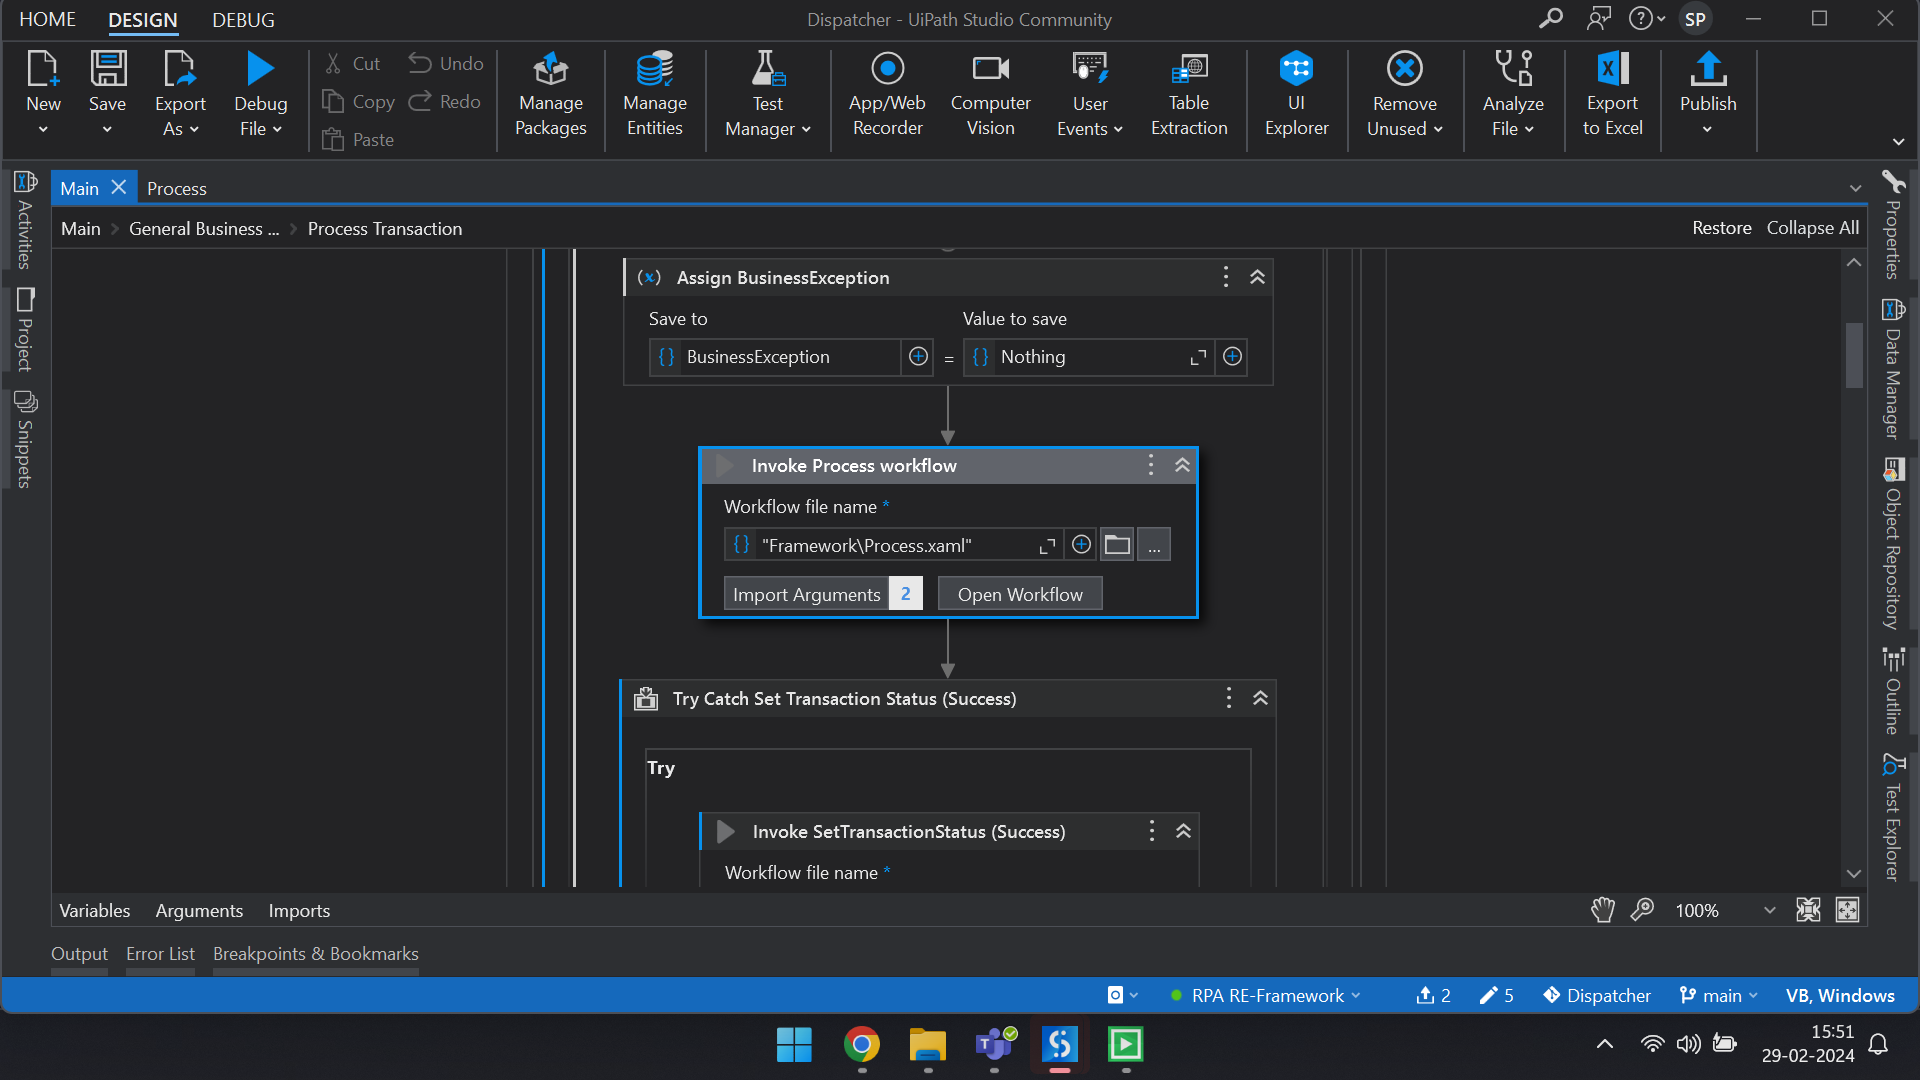 HOME DESIGN DEBUG
Dispatcher - UiPath Studio Community
SP
New
Save
Export As
Debug File
Cut
Copy
Paste
Undo
Redo
Manage Packages
Manage Entities
Test Manager
App/Web Recorder
Computer Vision
User Events
Table Extraction
UI Explorer
Remove Unused
Analyze File
Export to Excel
Publish
Main
Process
Main
General Business ...
Process Transaction
Restore
Collapse All
Activities
Project
Snippets
Properties
Data Manager
Object Repository
Outline
Test Explorer
(x) Assign BusinessException
Save to
Value to save
{} BusinessException = {} Nothing
Invoke Process workflow
Workflow file name *
{} "Framework\Process.xaml" ...
Import Arguments 2
Open Workflow
Try Catch Set Transaction Status (Success)
Try
Invoke SetTransactionStatus (Success)
Workflow file name *
Variables Arguments Imports
100%
Output Error List Breakpoints & Bookmarks
RPA RE-Framework 2 5 Dispatcher main VB, Windows
15:51
29-02-2024